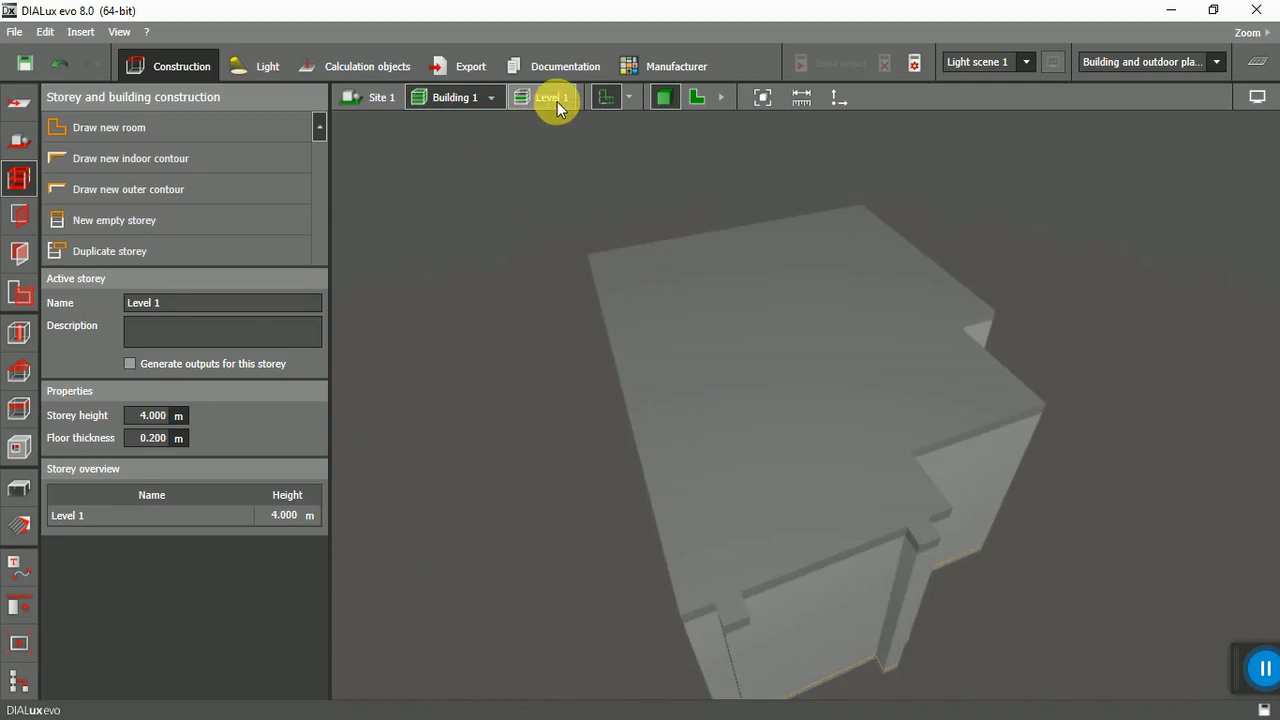 Dx DIALux evo 8.0 (64-bit)
File Edit Insert View ?
Zoom
Construction Light Calculation objects Export Documentation Manufacturer
Light scene 1
Building and outdoor pla...
Storey and building construction
Site 1 Building 1 Level 1
Draw new room
Draw new indoor contour
Draw new outer contour
New empty storey
Duplicate storey
Active storey
Name Level 1
Description
Generate outputs for this storey
Properties
Storey height 4.000 m
Floor thickness 0.200 m
Storey overview
Name Height
Level 1 4.000 m
DIALux evo